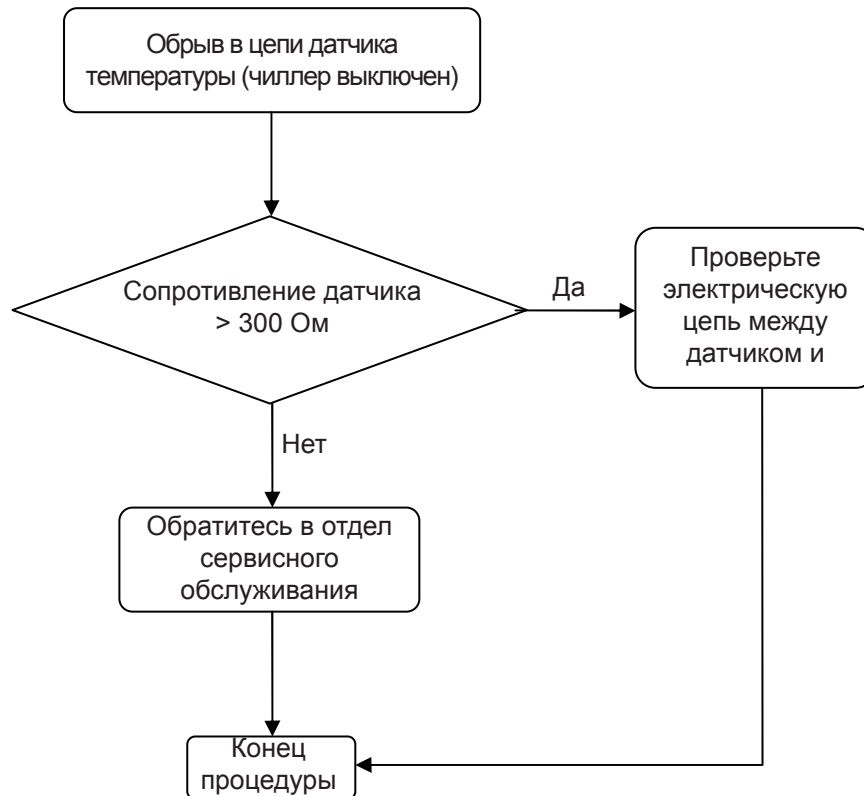 Обрыв в цепи датчика
температуры (чиллер выключен)
Сопротивление датчика
> 300 Ом
Да
Проверьте
электрическую
цепь между
датчиком и
Нет
Обратитесь в отдел
сервисного
обслуживания
Конец
процедуры